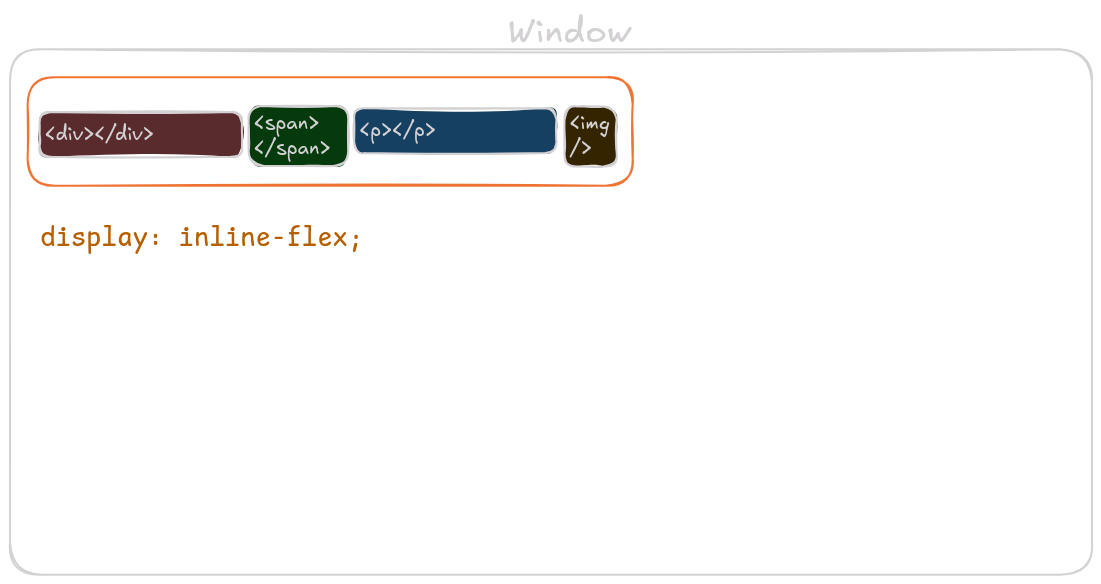 Window
<div></div>
<span>
</span>
<p></p>
<img
/>
display: inline-flex;